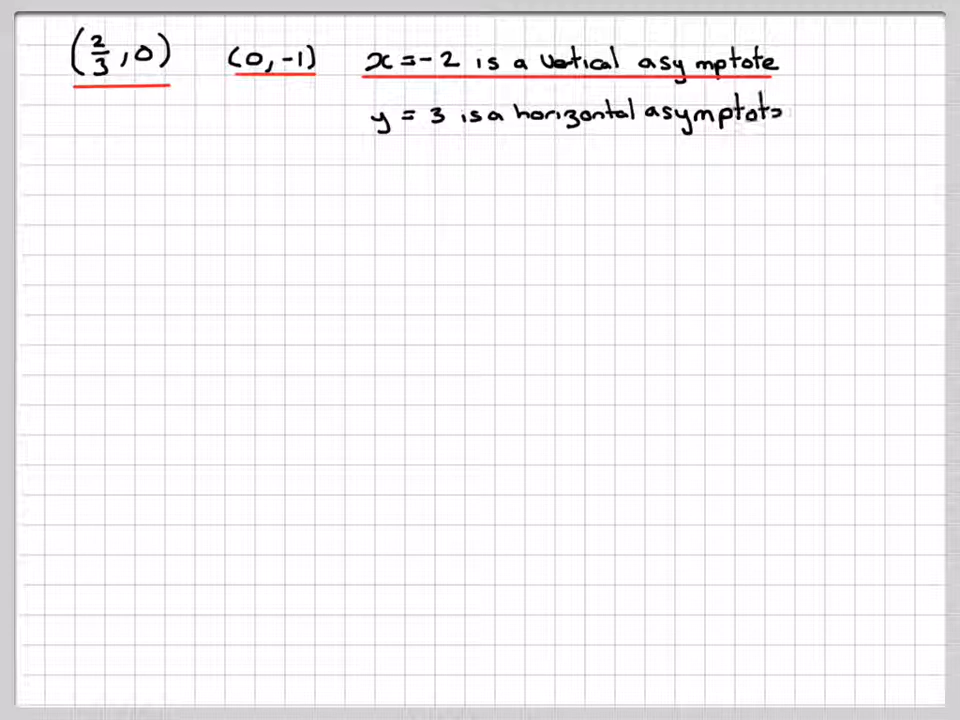 (2/3, 0) (0, -1) x = -2 is a vertical asymptote
y = 3 is a horizontal asymptote